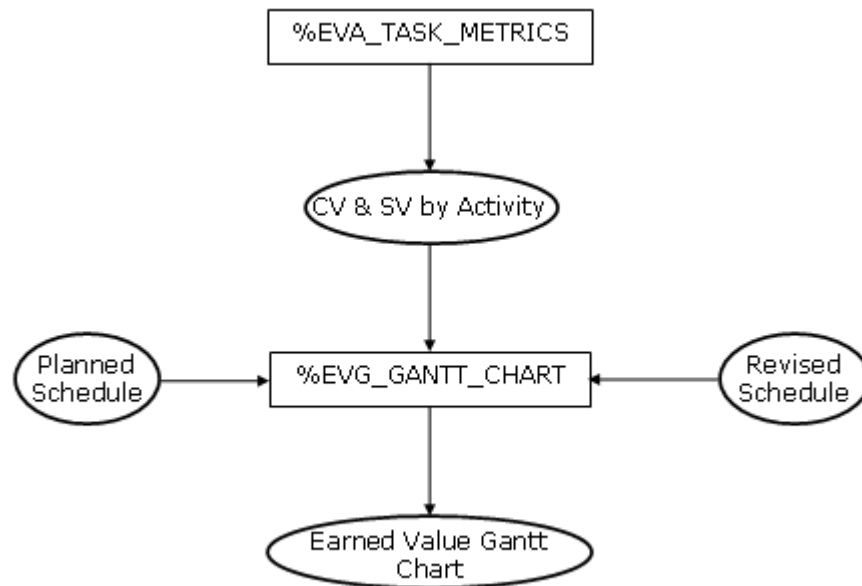 %EVA_TASK_METRICS
CV & SV by Activity
Planned
Schedule
%EVG_GANTT_CHART
Revised
Schedule
Earned Value Gantt
Chart